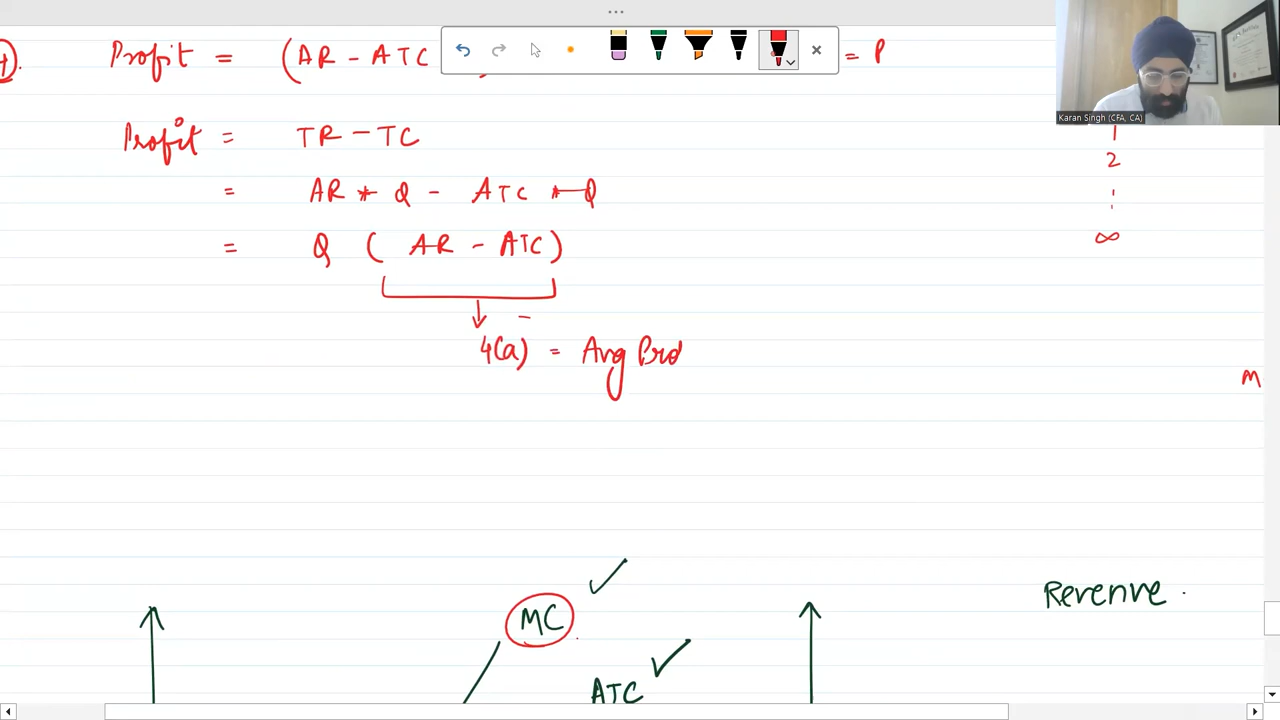 Profit = (AR - ATC = P
Karan Singh (CFA, CA)
Profit = TR - TC
1
2
= AR * Q - ATC * Q
∞
= Q ( AR - ATC)
4(a) = Avg Pro
M
Revenue
MC
ATC